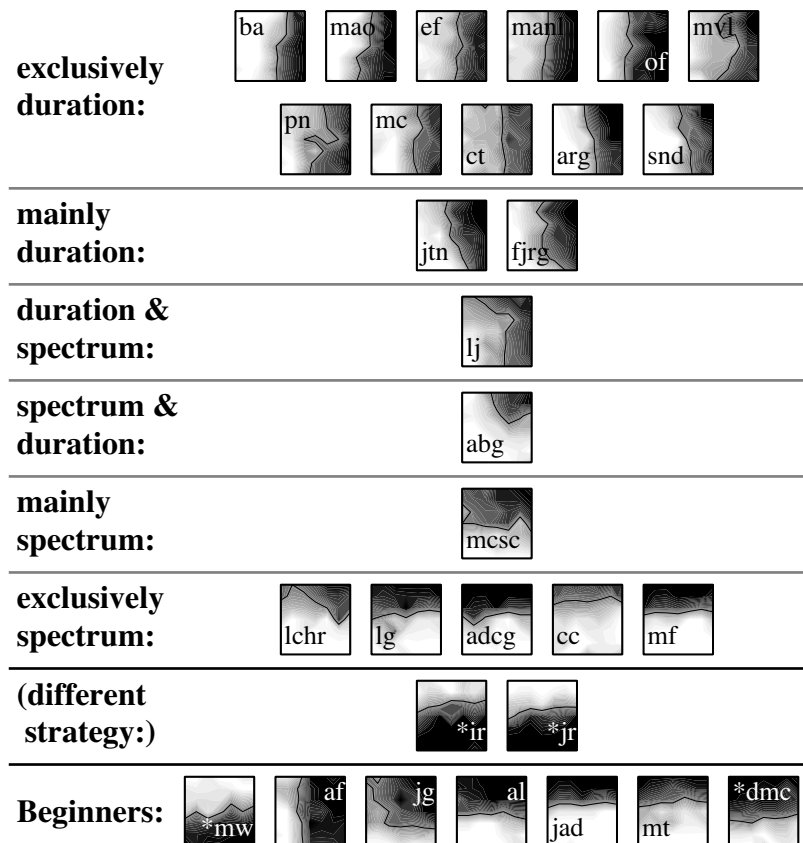 ba mao ef manl of mvl
exclusively
duration:
pn mc ct arg snd
mainly
duration:
jtn fjrg
duration &
spectrum:
lj
spectrum &
duration:
abg
mainly
spectrum:
mcsc
exclusively
spectrum:
lchr lg adcg cc mf
(different
strategy:)
*ir *jr
Beginners:
*mw af jg al jad mt *dmc